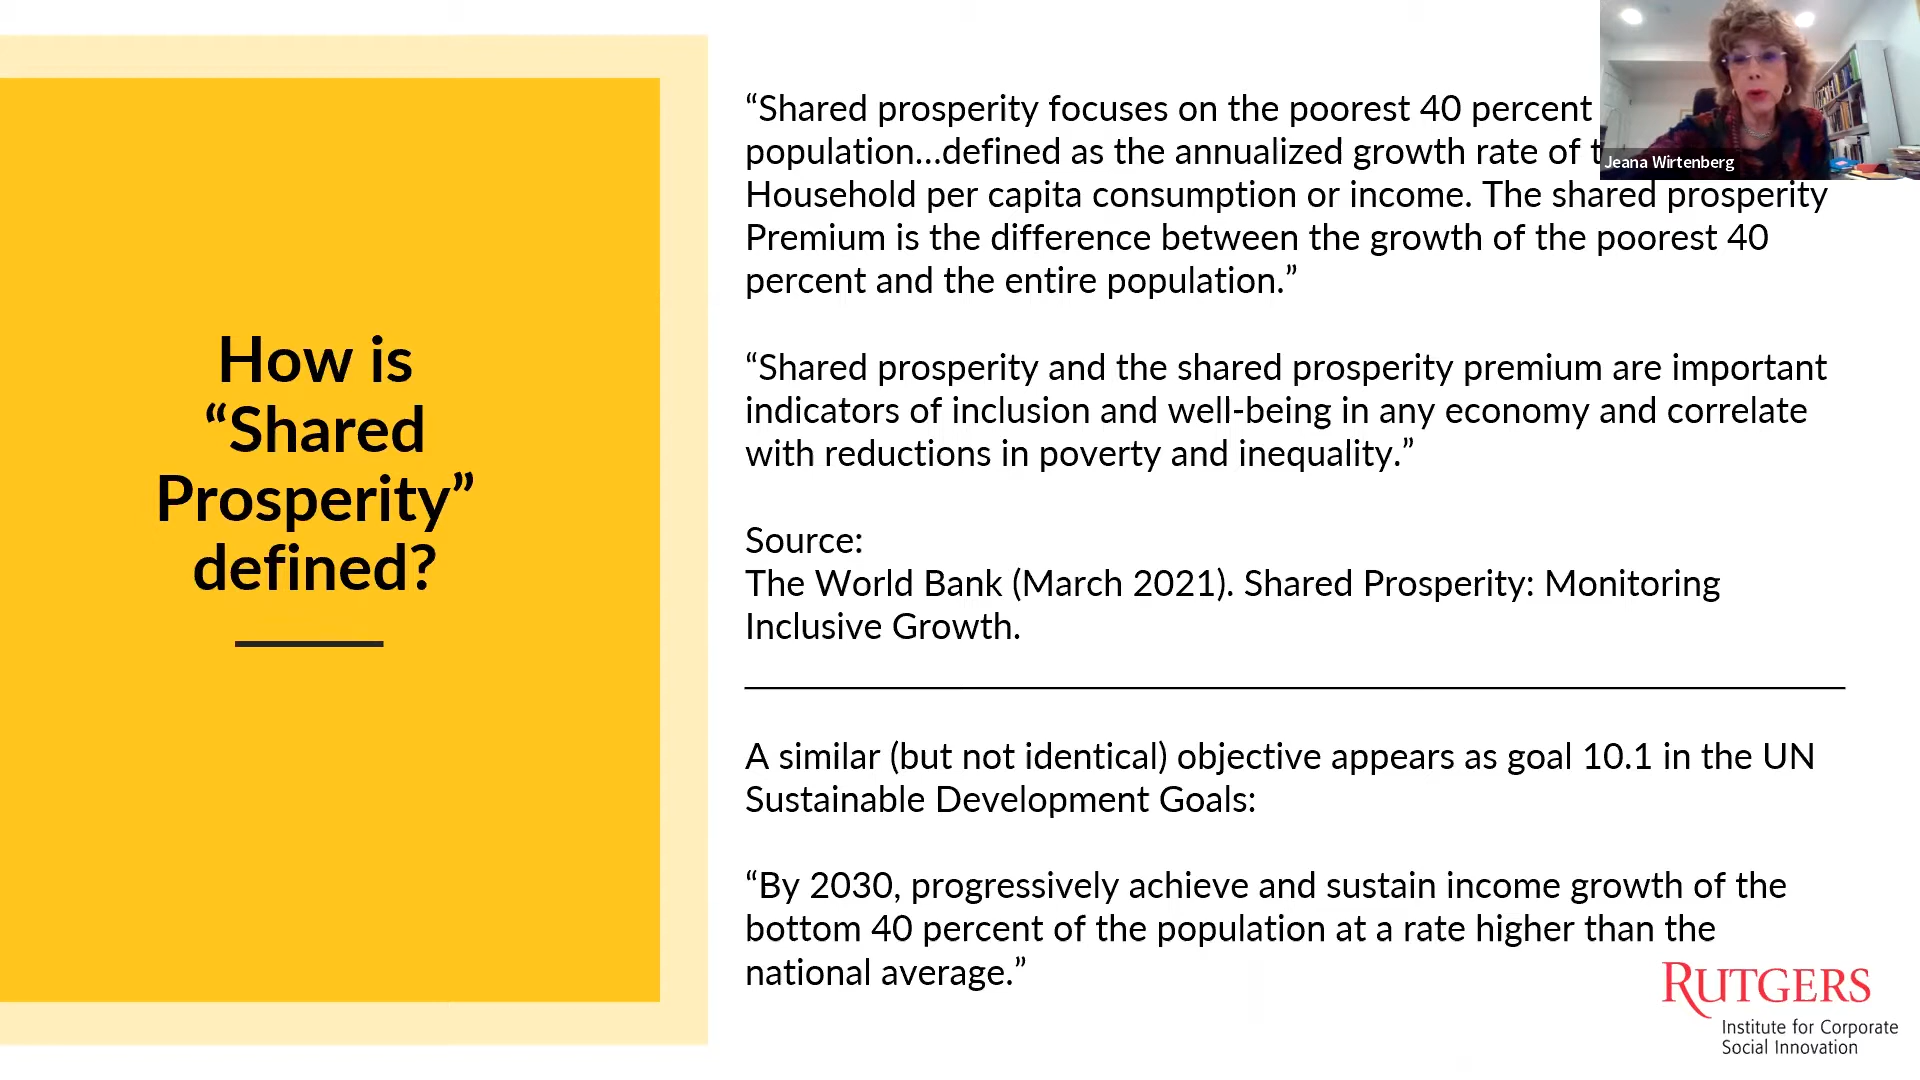 How is
“Shared
Prosperity”
defined?
“Shared prosperity focuses on the poorest 40 percent
population…defined as the annualized growth rate of
Household per capita consumption or income. The shared prosperity
Premium is the difference between the growth of the poorest 40
percent and the entire population.”
“Shared prosperity and the shared prosperity premium are important
indicators of inclusion and well-being in any economy and correlate
with reductions in poverty and inequality.”
Source:
The World Bank (March 2021). Shared Prosperity: Monitoring
Inclusive Growth.
A similar (but not identical) objective appears as goal 10.1 in the UN
Sustainable Development Goals:
“By 2030, progressively achieve and sustain income growth of the
bottom 40 percent of the population at a rate higher than the
national average.”
Jeana Wirtenberg
RUTGERS
Institute for Corporate
Social Innovation